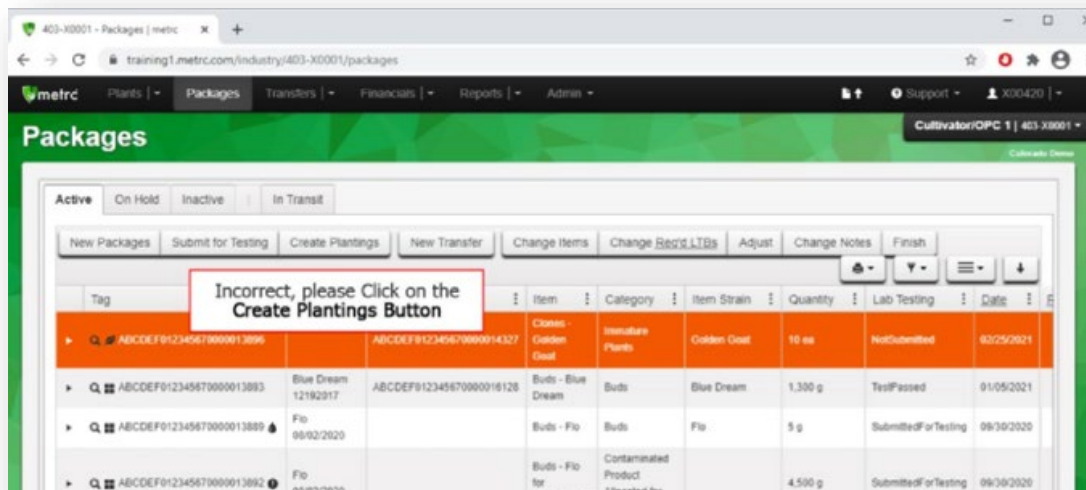 403-X0001 - Packages | metrc
training1.metrc.com/industry/403-X0001/packages
metrc Plants | Packages Transfers | Financials | Reports | Admin Support X00420 |
Packages
Cultivator/OPC 1 | 403-X0001
Colorado Demo
Active On Hold Inactive In Transit
New Packages Submit for Testing Create Plantings New Transfer Change Items Change Req'd LTBs Adjust Change Notes Finish
Incorrect, please Click on the
Create Plantings Button
Tag Item Category Item Strain Quantity Lab Testing Date
ABCDEF012345670000013896 ABCDEF012345670000014327 Clones - Golden Goat Immature Plants Golden Goat 10 ea NotSubmitted 02/25/2021
ABCDEF012345670000013893 Blue Dream 12192017 ABCDEF012345670000016128 Buds - Blue Dream Buds Blue Dream 1,300 g TestPassed 01/05/2021
ABCDEF012345670000013889 Flo 06/02/2020 Buds - Flo Buds Flo 5 g SubmittedForTesting 09/30/2020
ABCDEF012345670000013892 Flo Buds - Flo for Contaminated Product 4,500 g SubmittedForTesting 09/30/2020